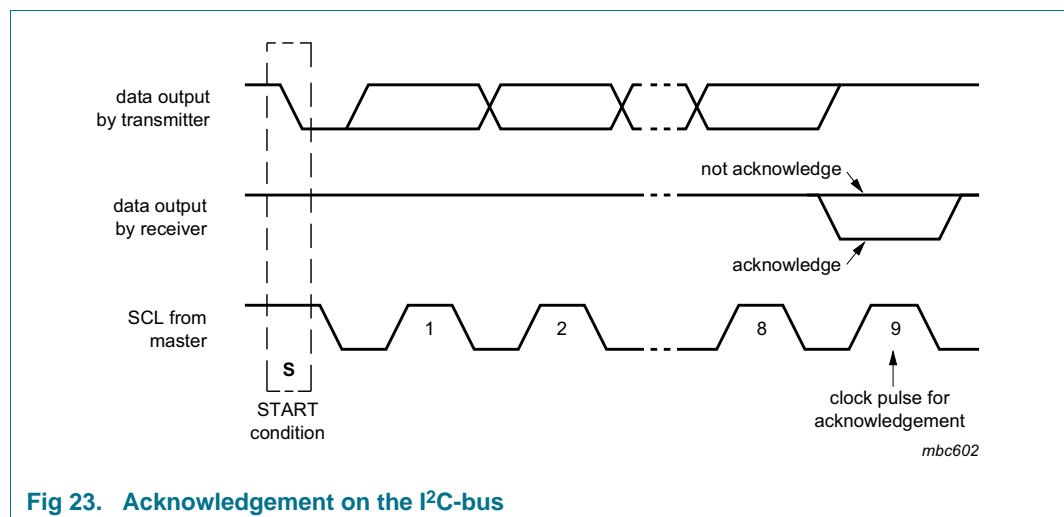 data output
by transmitter
not acknowledge
data output
by receiver
acknowledge
SCL from
master
1
2
8
9
S
START
condition
clock pulse for
acknowledgement
mbc602
Fig 23. Acknowledgement on the I²C-bus